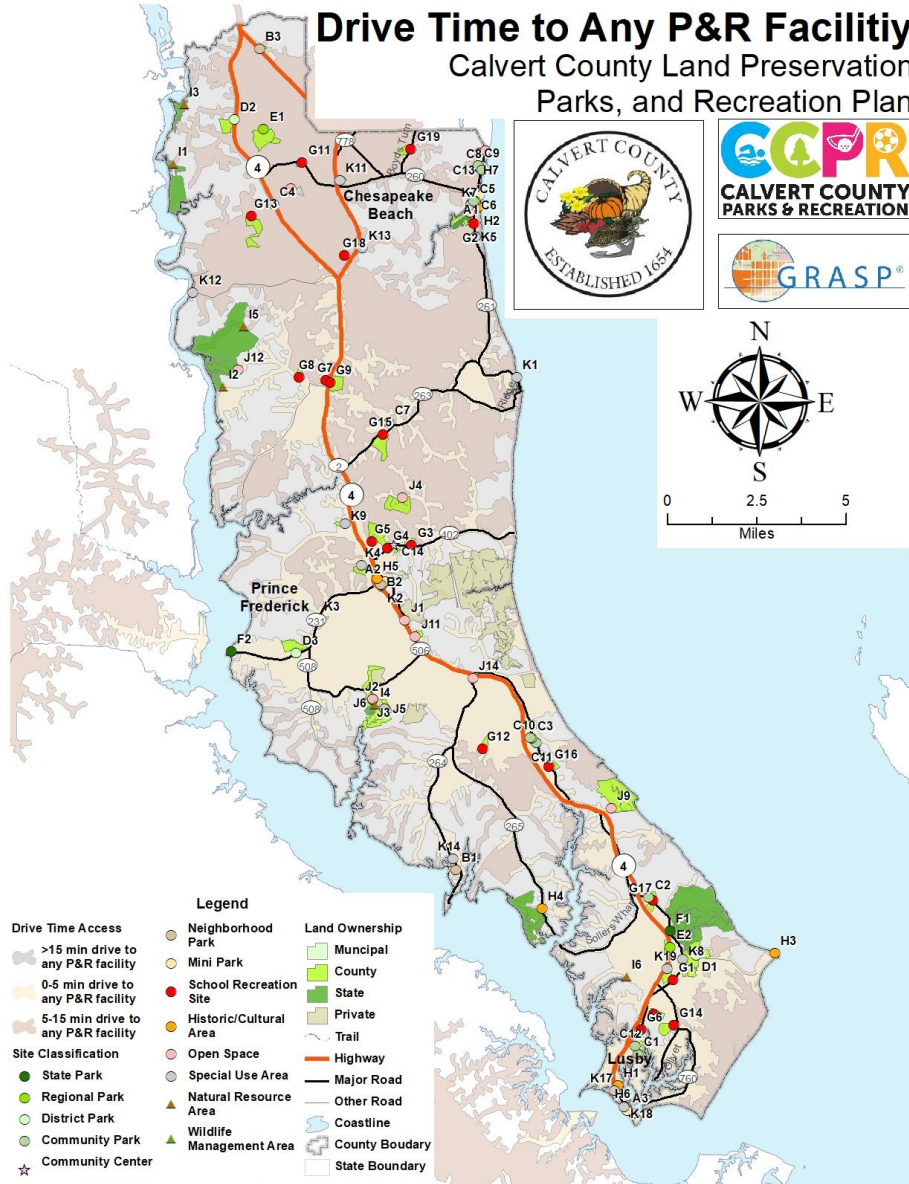 Drive Time to Any P&R Facilitiy
Calvert County Land Preservation
Parks, and Recreation Plan
CALVERT COUNTY
ESTABLISHED 1654
CCPR
CALVERT COUNTY
PARKS & RECREATION
GRASP®
N
W E
S
0 2.5 5
Miles
B3
I3
D2
E1
G19
778
C8 C9
I1
G11
4
K11
260
C13 H7
C4
Chesapeake
Beach
K7 C5
A1 C6
G13
H2
G2 K5
K13
G18
K12
261
I5
J12
I2
G8 G7 G9
K1
263
C7
G15
2
4
J4
K9
G5
G4 G3 402
K4 C14
A2 H5
B2
Prince
Frederick
K3
K2
231
J1
F2
D3
J11
506
508
J14
508
J2 I4
J6 J3 J5
C10 C3
G12
C11 G16
264
J9
265
K14
B1
4
H4
G17 C2
F1
E2
H3
K19 K8
G1 D1
I6
G6 G14
C12
C1
Lusby
K17 H1
760
H6 A3
K18
Legend
Drive Time Access
>15 min drive to
any P&R facility
0-5 min drive to
any P&R facility
5-15 min drive to
any P&R facility
Site Classification
State Park
Regional Park
District Park
Community Park
Community Center
Neighborhood
Park
Mini Park
School Recreation
Site
Historic/Cultural
Area
Open Space
Special Use Area
Natural Resource
Area
Wildlife
Management Area
Land Ownership
Muncipal
County
State
Private
Trail
Highway
Major Road
Other Road
Coastline
County Boudary
State Boundary